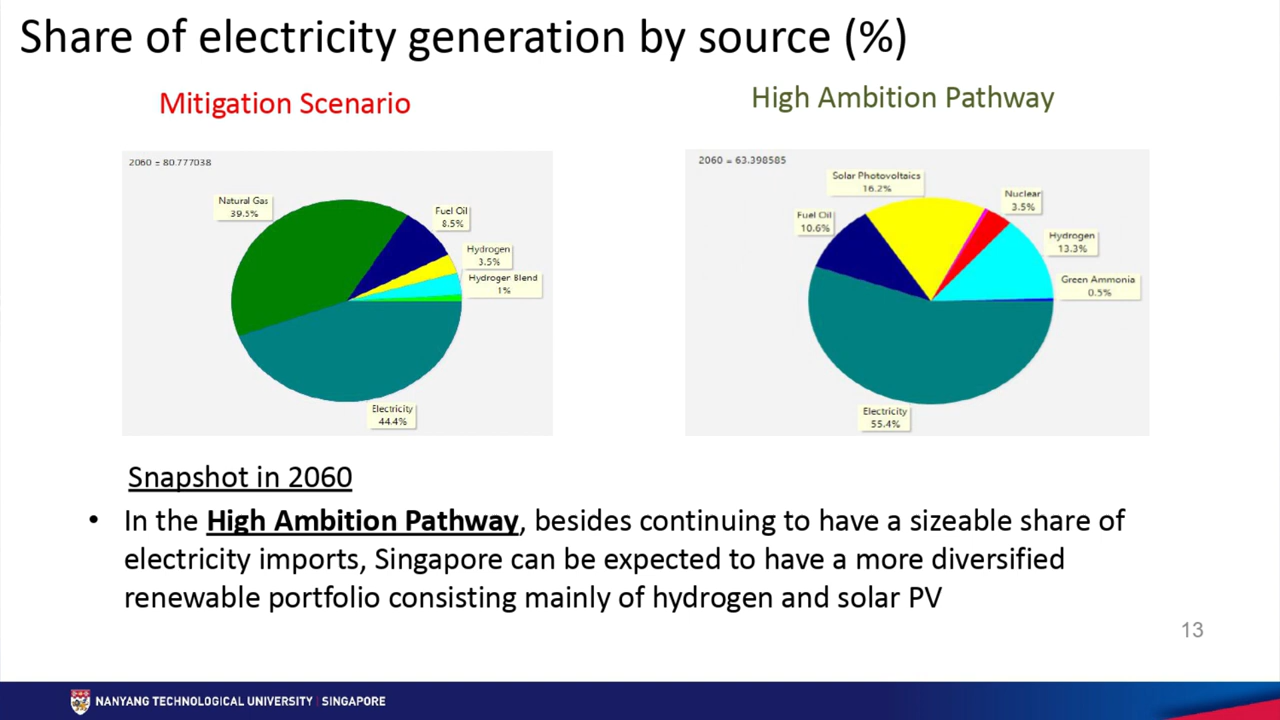 Share of electricity generation by source (%)
Mitigation Scenario
High Ambition Pathway
2060 = 80.777038
Natural Gas
39.5%
Fuel Oil
8.5%
Hydrogen
3.5%
Hydroger Blend
1%
Electricity
44.4%
2060 = 63.398585
Solar Photovoltaics
16.2%
Nuclear
3.5%
Fuel Oil
10.6%
Hydrogen
13.3%
Green Ammonia
0.5%
Electricity
55.4%
Snapshot in 2060
• In the High Ambition Pathway, besides continuing to have a sizeable share of
electricity imports, Singapore can be expected to have a more diversified
renewable portfolio consisting mainly of hydrogen and solar PV
13
NANYANG TECHNOLOGICAL UNIVERSITY | SINGAPORE